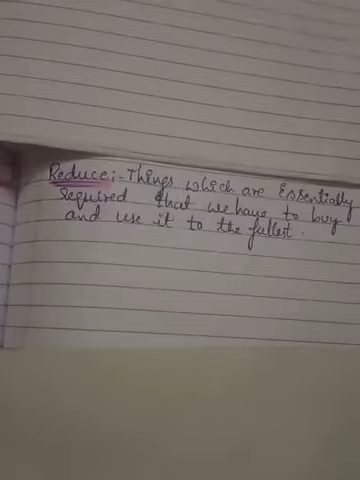 Reduce:- Things which are Essentially
required that we have to buy
and use it to the fullest.